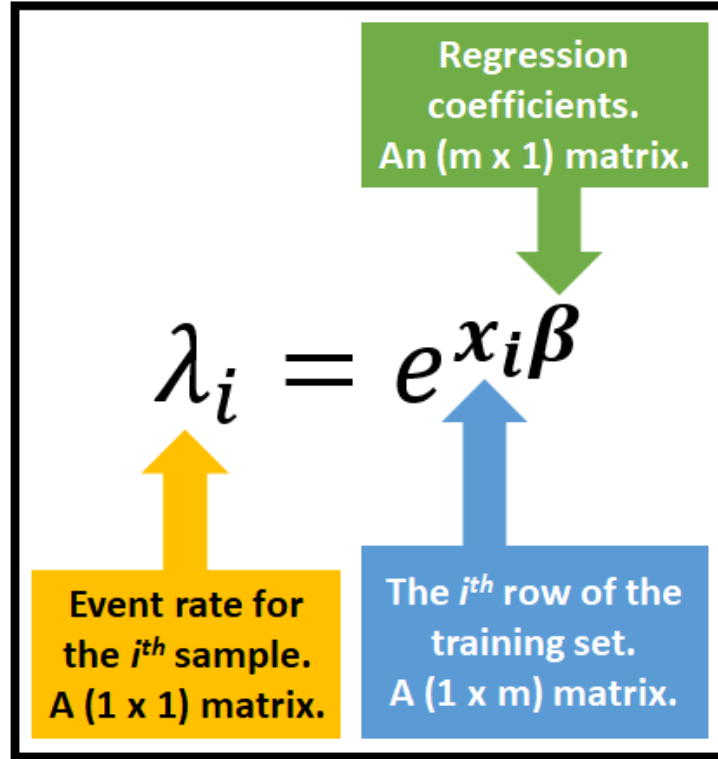 Regression
coefficients.
An (m x 1) matrix.
λᵢ = e^{xᵢβ}
Event rate for
the iᵗʰ sample.
A (1 x 1) matrix.
The iᵗʰ row of the
training set.
A (1 x m) matrix.